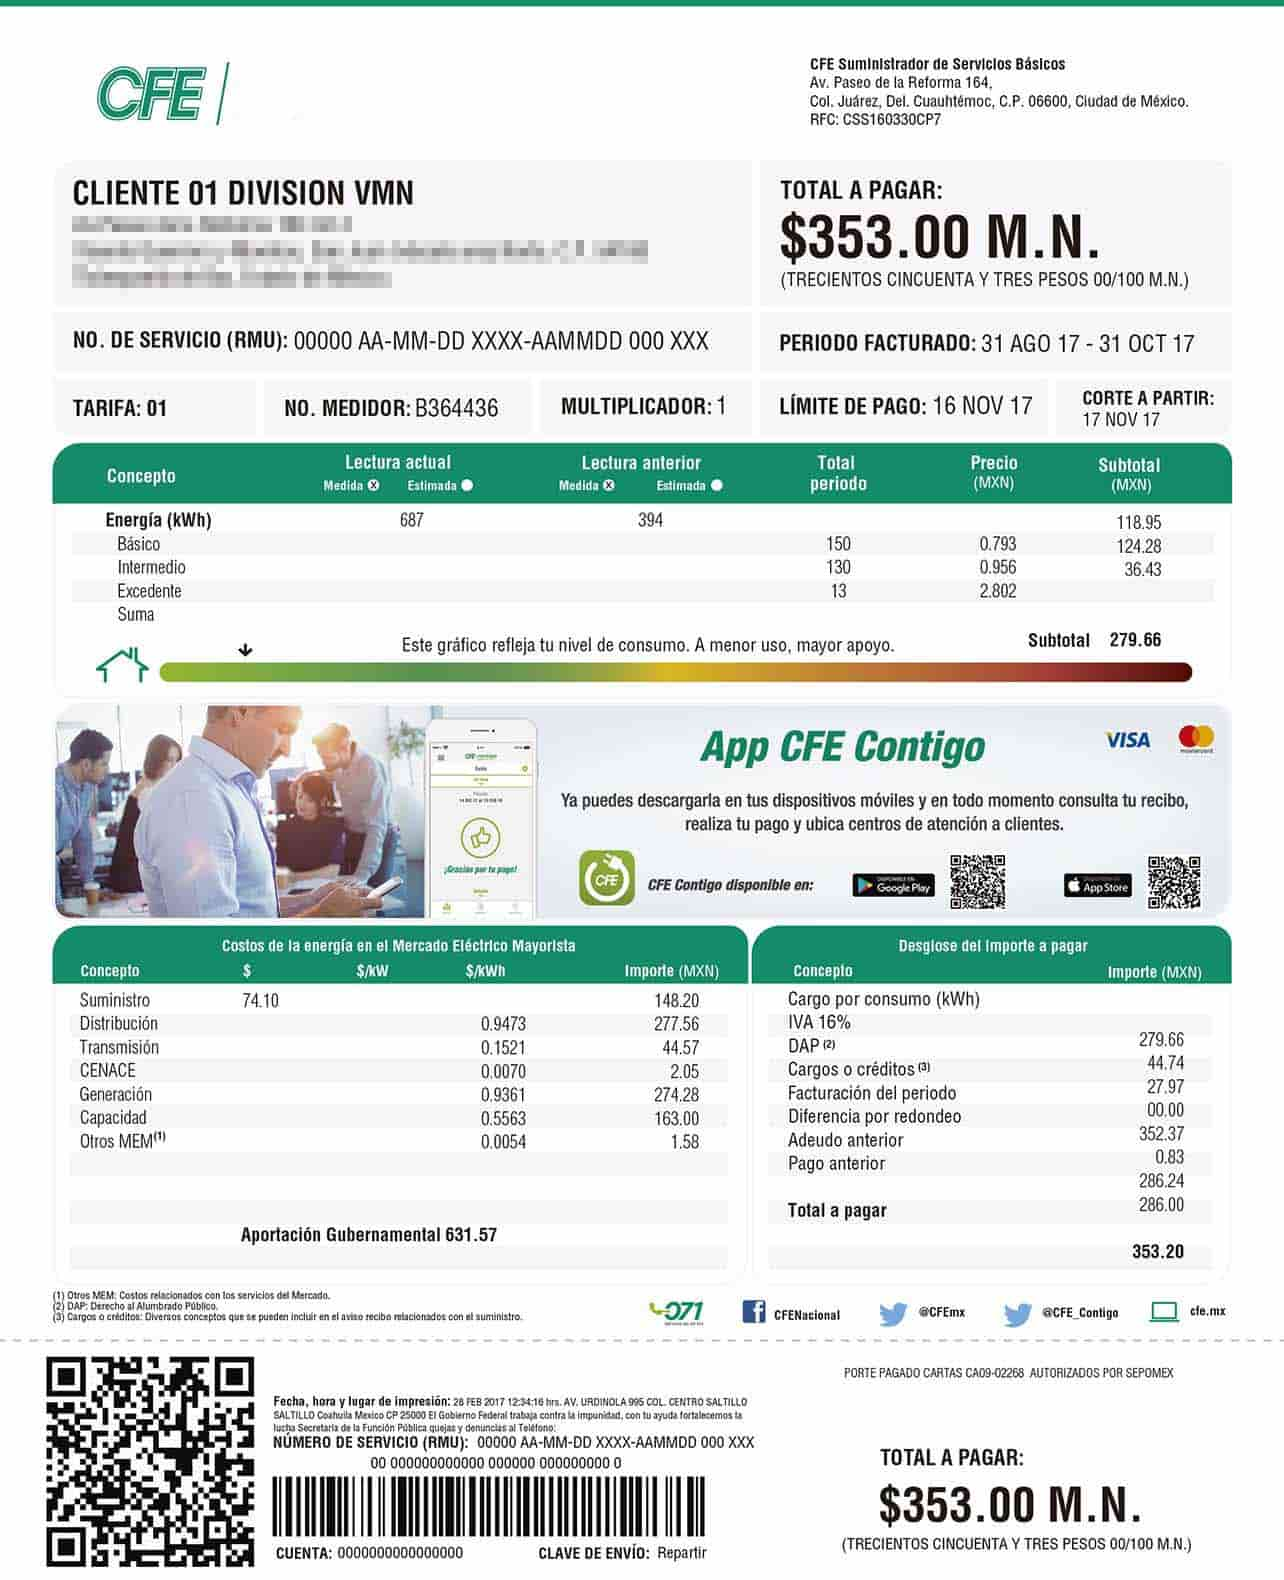 CFE
CFE Suministrador de Servicios Básicos
Av. Paseo de la Reforma 164,
Col. Juárez, Del. Cuauhtémoc, C.P. 06600, Ciudad de México.
RFC: CSS160330CP7
CLIENTE 01 DIVISION VMN
TOTAL A PAGAR:
$353.00 M.N.
(TRECIENTOS CINCUENTA Y TRES PESOS 00/100 M.N.)
NO. DE SERVICIO (RMU): 00000 AA-MM-DD XXXX-AAMMDD 000 XXX
PERIODO FACTURADO: 31 AGO 17 - 31 OCT 17
TARIFA: 01
NO. MEDIDOR: B364436
MULTIPLICADOR: 1
LÍMITE DE PAGO: 16 NOV 17
CORTE A PARTIR:
17 NOV 17
Concepto
Lectura actual
Medida X Estimada
Lectura anterior
Medida X Estimada
Total
periodo
Precio
(MXN)
Subtotal
(MXN)
Energía (kWh) 687 394 118.95
Básico 150 0.793 124.28
Intermedio 130 0.956 36.43
Excedente 13 2.802
Suma
Este gráfico refleja tu nivel de consumo. A menor uso, mayor apoyo.
Subtotal 279.66
App CFE Contigo
VISA
mastercard
Ya puedes descargarla en tus dispositivos móviles y en todo momento consulta tu recibo,
realiza tu pago y ubica centros de atención a clientes.
CFE contigo
¡Gracias por tu pago!
CFE
CFE Contigo disponible en:
DISPONIBLE EN
Google Play
App Store
Costos de la energía en el Mercado Eléctrico Mayorista
Concepto $ $/kW $/kWh Importe (MXN)
Suministro 74.10 148.20
Distribución 0.9473 277.56
Transmisión 0.1521 44.57
CENACE 0.0070 2.05
Generación 0.9361 274.28
Capacidad 0.5563 163.00
Otros MEM(1) 0.0054 1.58
Aportación Gubernamental 631.57
Desglose del importe a pagar
Concepto Importe (MXN)
Cargo por consumo (kWh)
IVA 16%
DAP (2) 279.66
Cargos o créditos (3) 44.74
Facturación del periodo 27.97
Diferencia por redondeo 00.00
Adeudo anterior 352.37
Pago anterior 0.83
286.24
Total a pagar 286.00
353.20
(1) Otros MEM: Costos relacionados con los servicios del Mercado.
(2) DAP: Derecho al Alumbrado Público.
(3) Cargos o créditos: Diversos conceptos que se pueden incluir en el aviso recibo relacionados con el suministro.
071
CFENacional
@CFEmx
@CFE_Contigo
cfe.mx
PORTE PAGADO CARTAS CA09-02268 AUTORIZADOS POR SEPOMEX
Fecha, hora y lugar de impresión: 28 FEB 2017 12:34:16 hrs. AV. URDINOLA 995 COL. CENTRO SALTILLO
SALTILLO Coahuila Mexico CP 25000 El Gobierno Federal trabaja contra la impunidad, con tu ayuda fortalecemos la
lucha Secretaría de la Función Pública quejas y denuncias al Teléfono:
NÚMERO DE SERVICIO (RMU): 00000 AA-MM-DD XXXX-AAMMDD 000 XXX
00 000000000000 000000 000000000 0
CUENTA: 0000000000000000
CLAVE DE ENVÍO: Repartir
TOTAL A PAGAR:
$353.00 M.N.
(TRECIENTOS CINCUENTA Y TRES PESOS 00/100 M.N.)